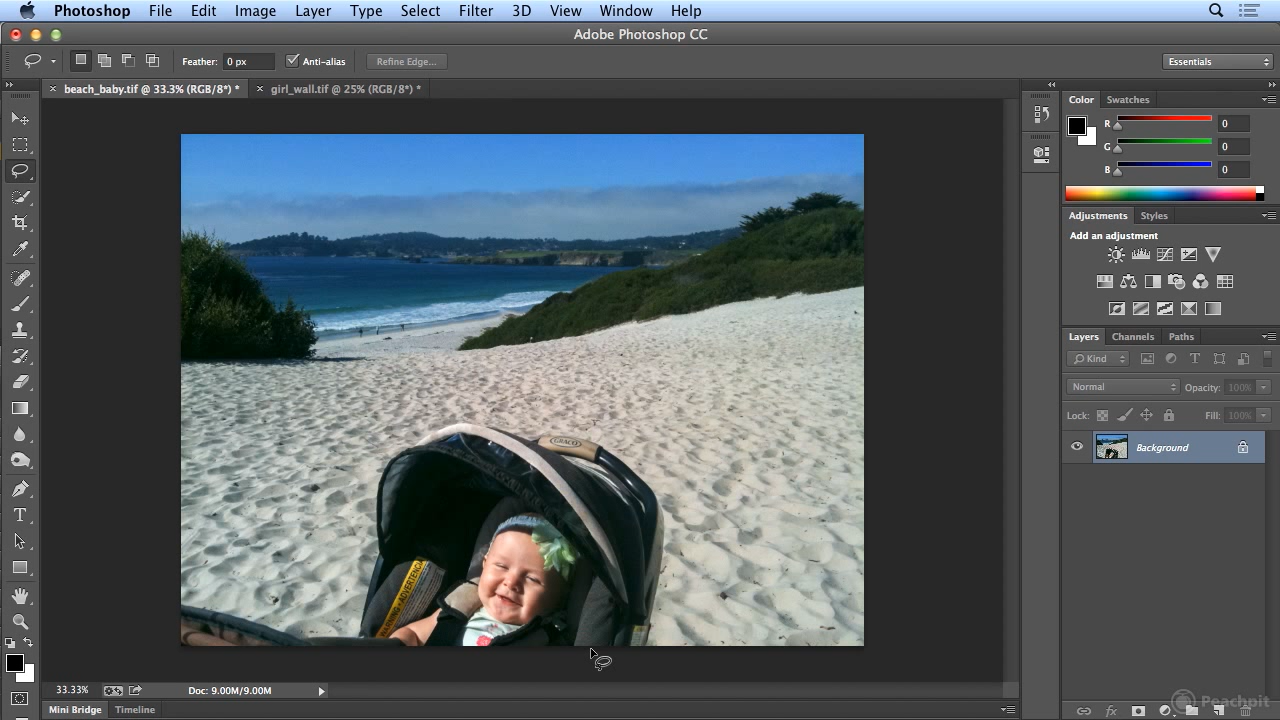 Photoshop File Edit Image Layer Type Select Filter 3D View Window Help
Adobe Photoshop CC
Feather: 0 px Anti-alias Refine Edge... Essentials
beach_baby.tif @ 33.3% (RGB/8*) * girl_wall.tif @ 25% (RGB/8*) *
Color Swatches
R 0
G 0
B 0
Adjustments Styles
Add an adjustment
Layers Channels Paths
Kind
Normal Opacity: 100%
Lock: Fill: 100%
Background
GRACO
WARNING • ADVERTENCIA
33.33% Doc: 9.00M/9.00M
Mini Bridge Timeline
Peachpit